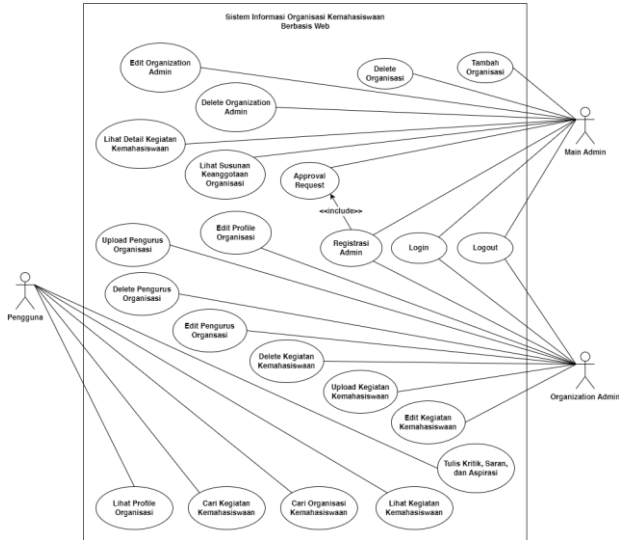 Sistem Informasi Organisasi Kemahasiswaan
Berbasis Web
Edit Organization
Admin
Delete
Organisasi
Tambah
Organisasi
Delete Organization
Admin
Main Admin
Lihat Detail Kegiatan
Kemahasiswaan
Lihat Susunan
Keanggotaan
Organisasi
Approval
Request
<<include>>
Upload Pengurus
Organisasi
Edit Profile
Organisasi
Registrasi
Admin
Login
Logout
Pengguna
Delete Pengurus
Organisasi
Edit Pengurus
Organsasi
Delete Kegiatan
Kemahasiswaan
Upload Kegiatan
Kemahasiswaan
Organization Admin
Edit Kegiatan
Kemahasiswaan
Tulis Kritik, Saran,
dan Aspirasi
Lihat Profile
Organisasi
Cari Kegiatan
Kemahasiswaan
Cari Organisasi
Kemahasiswaan
Lihat Kegiatan
Kemahasiswaan